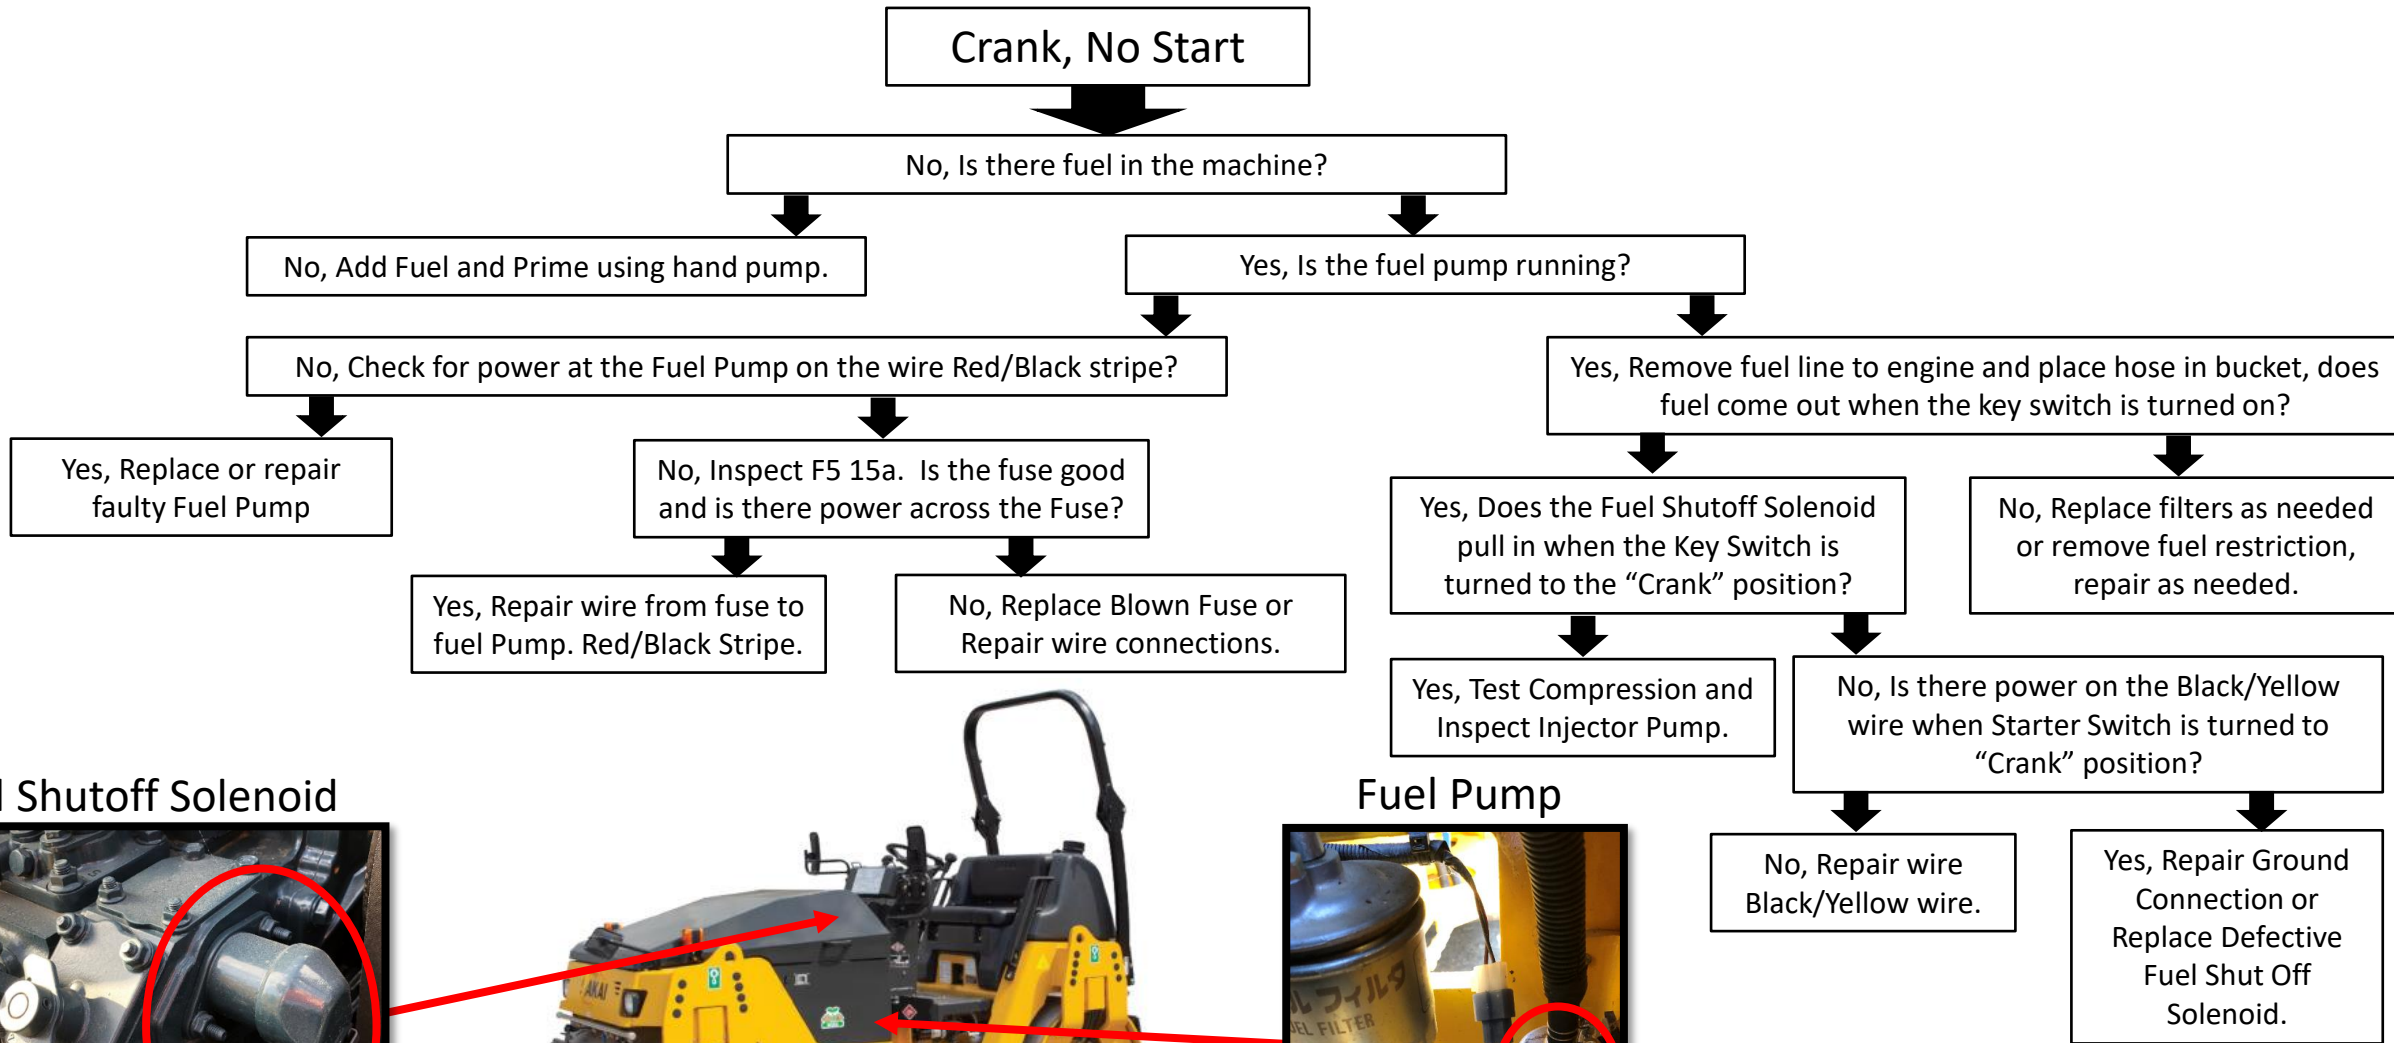 Crank, No Start
No, Is there fuel in the machine?
No, Add Fuel and Prime using hand pump.
Yes, Is the fuel pump running?
No, Check for power at the Fuel Pump on the wire Red/Black stripe?
Yes, Remove fuel line to engine and place hose in bucket, does
fuel come out when the key switch is turned on?
Yes, Replace or repair
faulty Fuel Pump
No, Inspect F5 15a.  Is the fuse good
and is there power across the Fuse?
Yes, Does the Fuel Shutoff Solenoid
pull in when the Key Switch is
turned to the “Crank” position?
No, Replace filters as needed
or remove fuel restriction,
repair as needed.
Yes, Repair wire from fuse to
fuel Pump. Red/Black Stripe.
No, Replace Blown Fuse or
Repair wire connections.
Yes, Test Compression and
Inspect Injector Pump.
No, Is there power on the Black/Yellow
wire when Starter Switch is turned to
“Crank” position?
No, Repair wire
Black/Yellow wire.
Yes, Repair Ground
Connection or
Replace Defective
Fuel Shut Off
Solenoid.
Shutoff Solenoid
Fuel Pump
AKAI
フィルタ
FILTER